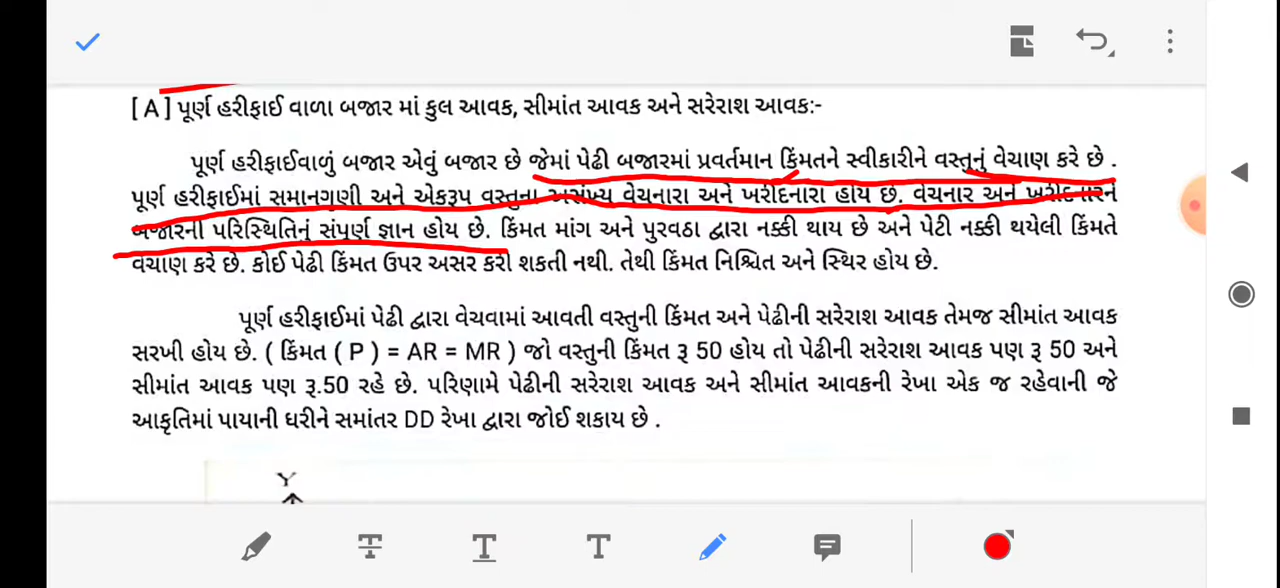 [ A ] પૂર્ણ હરીફાઈ વાળા બજાર માં કુલ આવક, સીમાંત આવક અને સરેરાશ આવક:-
પૂર્ણ હરીફાઈવાળું બજાર એવું બજાર છે જેમાં પેઢી બજારમાં પ્રવર્તમાન કિંમતને સ્વીકારીને વસ્તુનું વેચાણ કરે છે .
પૂર્ણ હરીફાઈમાં સમાનગુણી અને એકરૂપ વસ્તુના અસંખ્ય વેચનારા અને ખરીદનારા હોય છે. વેચનાર અને ખરીદનારને
બજારની પરિસ્થિતિનું સંપૂર્ણ જ્ઞાન હોય છે. કિંમત માંગ અને પુરવઠા દ્વારા નક્કી થાય છે અને પેટી નક્કી થયેલી કિંમતે
વેચાણ કરે છે. કોઈ પેઢી કિંમત ઉપર અસર કરી શકતી નથી. તેથી કિંમત નિશ્ચિત અને સ્થિર હોય છે.
પૂર્ણ હરીફાઈમાં પેઢી દ્વારા વેચવામાં આવતી વસ્તુની કિંમત અને પેઢીની સરેરાશ આવક તેમજ સીમાંત આવક
સરખી હોય છે. ( કિંમત ( P ) = AR = MR ) જો વસ્તુની કિંમત રૂ 50 હોય તો પેઢીની સરેરાશ આવક પણ રૂ 50 અને
સીમાંત આવક પણ રૂ.50 રહે છે. પરિણામે પેઢીની સરેરાશ આવક અને સીમાંત આવકની રેખા એક જ રહેવાની જે
આકૃતિમાં પાયાની ધરીને સમાંતર DD રેખા દ્વારા જોઈ શકાય છે .
Y
T
T
T